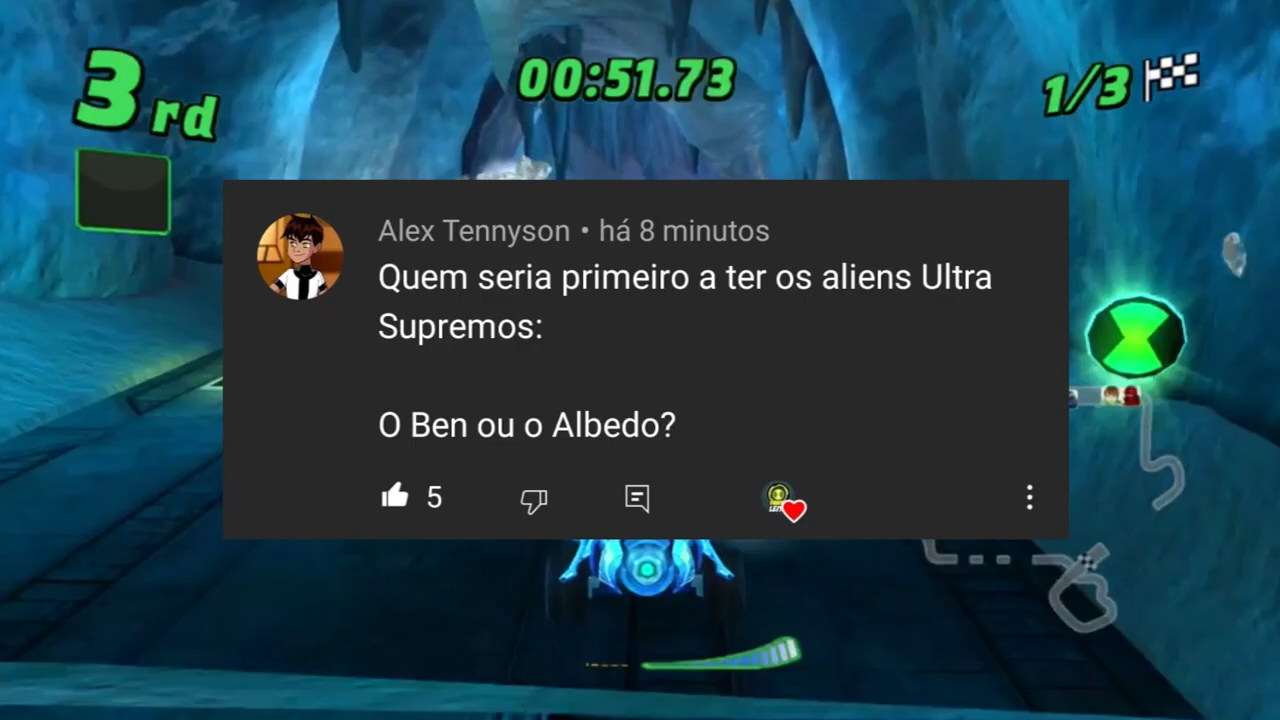 3rd
00:51.73
1/3
Alex Tennyson • há 8 minutos
Quem seria primeiro a ter os aliens Ultra
Supremos:
O Ben ou o Albedo?
5